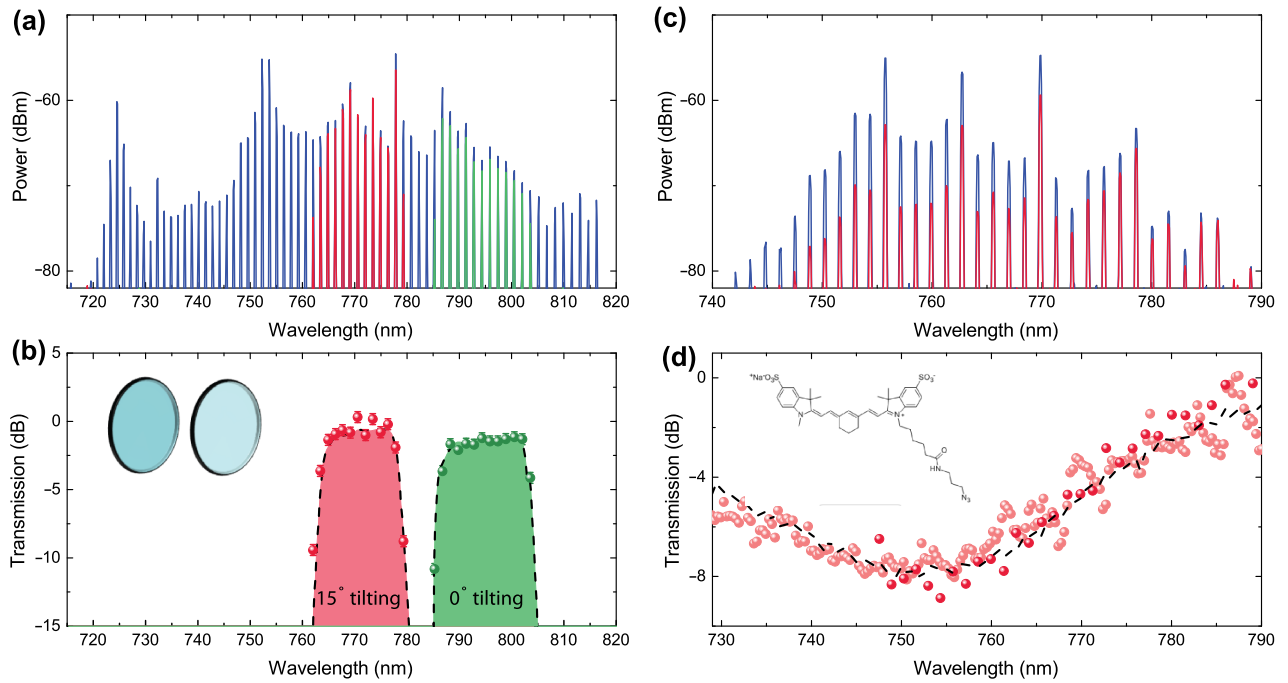 (a)
Power (dBm)
−60
−80
720 730 740 750 760 770 780 790 800 810 820
Wavelength (nm)
(c)
Power (dBm)
−60
−80
740 750 760 770 780 790
Wavelength (nm)
(b)
Transmission (dB)
5
0
−5
−10
−15
15° tilting
0° tilting
720 730 740 750 760 770 780 790 800 810 820
Wavelength (nm)
(d)
Transmission (dB)
0
−4
−8
⁺Na⁻O₃S
SO₃⁻
N
N⁺
O
HN
N₃
730 740 750 760 770 780 790
Wavelength (nm)